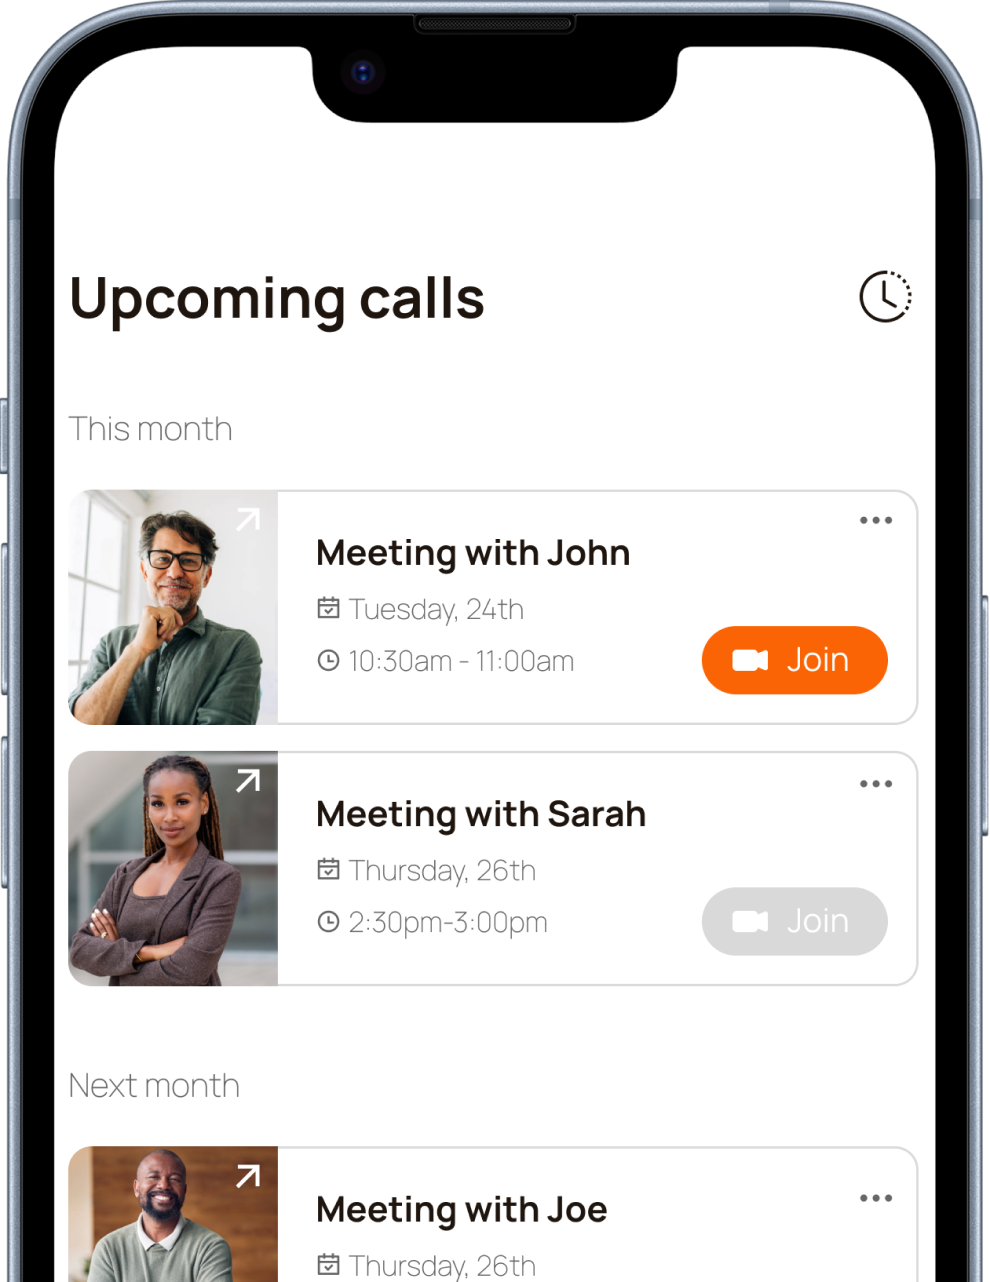 Upcoming calls
This month
Meeting with John
Tuesday, 24th
10:30am - 11:00am
Join
Meeting with Sarah
Thursday, 26th
2:30pm-3:00pm
Join
Next month
Meeting with Joe
Thursday, 26th